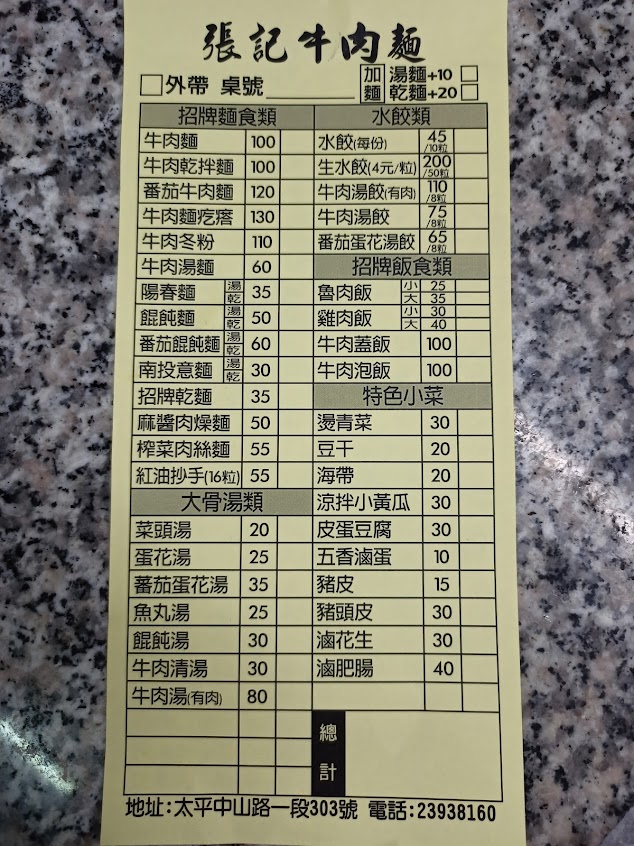 張記牛肉麵
外帶 桌號 加麵 湯麵+10 乾麵+20
招牌麵食類
牛肉麵 100
牛肉乾拌麵 100
番茄牛肉麵 120
牛肉麵疙瘩 130
牛肉冬粉 110
牛肉湯麵 60
陽春麵 湯乾 35
餛飩麵 湯乾 50
番茄餛飩麵 湯乾 60
南投意麵 湯乾 30
招牌乾麵 35
麻醬肉燥麵 50
榨菜肉絲麵 55
紅油抄手(16粒) 55
大骨湯類
菜頭湯 20
蛋花湯 25
蕃茄蛋花湯 35
魚丸湯 25
餛飩湯 30
牛肉清湯 30
牛肉湯(有肉) 80
水餃類
水餃(每份) 45/10粒
生水餃(4元/粒) 200/50粒
牛肉湯餃(有肉) 110/8粒
牛肉湯餃 75/8粒
番茄蛋花湯餃 65/8粒
招牌飯食類
魯肉飯 小 25 大 35
雞肉飯 小 30 大 40
牛肉蓋飯 100
牛肉泡飯 100
特色小菜
燙青菜 30
豆干 20
海帶 20
涼拌小黃瓜 30
皮蛋豆腐 30
五香滷蛋 10
豬皮 15
豬頭皮 30
滷花生 30
滷肥腸 40
總計
地址:太平中山路一段303號 電話:23938160